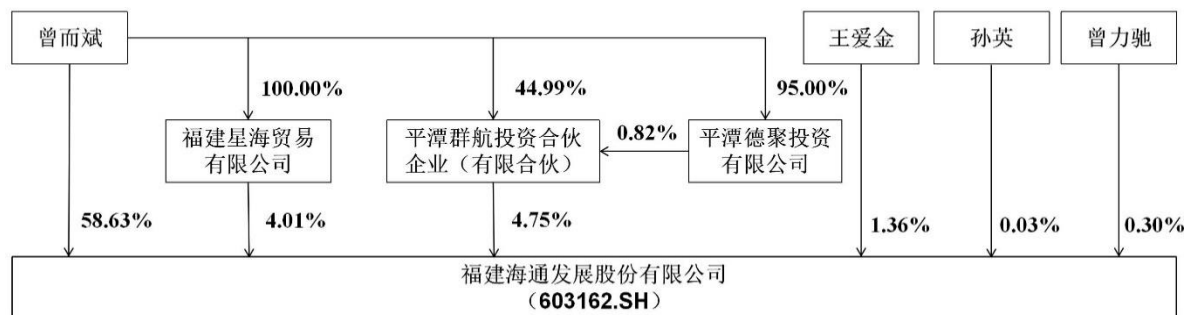 曾而斌
王爱金
孙英
曾力驰
100.00%
44.99%
95.00%
福建星海贸易
有限公司
平潭群航投资合伙
企业（有限合伙）
0.82%
平潭德聚投资
有限公司
58.63%
4.01%
4.75%
1.36%
0.03%
0.30%
福建海通发展股份有限公司
（603162.SH）